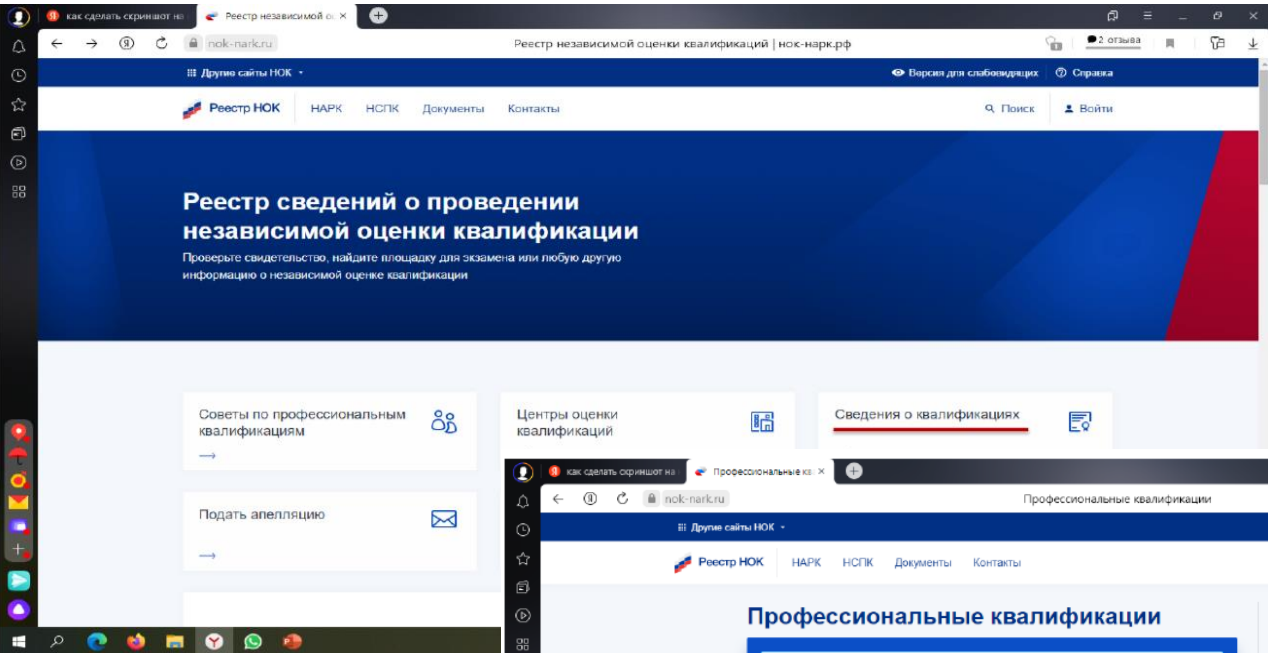 как сделать скриншот на
Реестр независимой о
nok-nark.ru
Реестр независимой оценки квалификаций | нок-нарк.рф
2 отзыва
Другие сайты НОК
Версия для слабовидящих
Справка
Реестр НОК
НАРК
НСПК
Документы
Контакты
Поиск
Войти
Реестр сведений о проведении
независимой оценки квалификации
Проверьте свидетельство, найдите площадку для экзамена или любую другую
информацию о независимой оценке квалификации
Советы по профессиональным
квалификациям
Центры оценки
квалификаций
Сведения о квалификациях
Подать апелляцию
как сделать скриншот на
Профессиональные кв
nok-nark.ru
Профессиональные квалификации
Другие сайты НОК
Реестр НОК
НАРК
НСПК
Документы
Контакты
Профессиональные квалификации